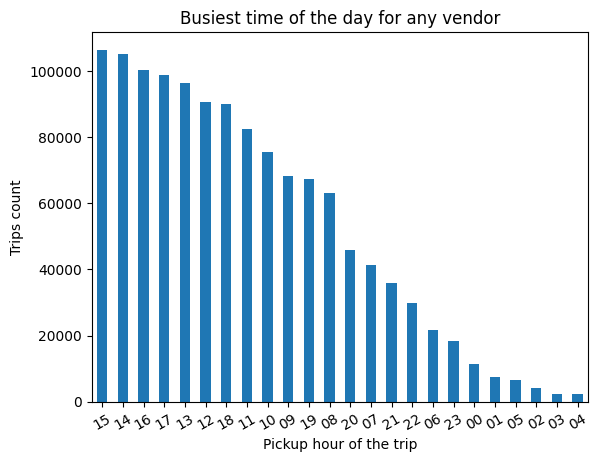 Busiest time of the day for any vendor
Trips count
100000
80000
60000
40000
20000
0
15 14 16 17 13 12 18 11 10 09 19 08 20 07 21 22 06 23 00 01 05 02 03 04
Pickup hour of the trip